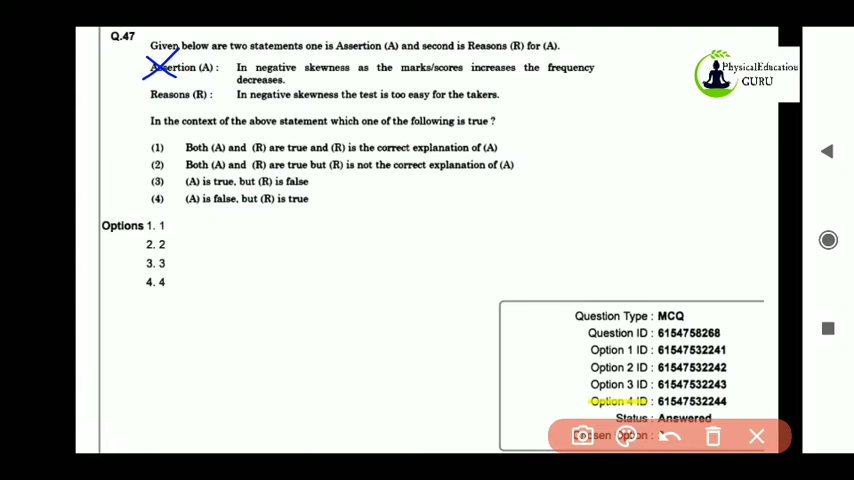 Q.47
Given below are two statements one is Assertion (A) and second is Reasons (R) for (A).
PhysicalEducation
GURU
Assertion (A) : In negative skewness as the marks/scores increases the frequency
decreases.
Reasons (R) : In negative skewness the test is too easy for the takers.
In the context of the above statement which one of the following is true ?
(1) Both (A) and (R) are true and (R) is the correct explanation of (A)
(2) Both (A) and (R) are true but (R) is not the correct explanation of (A)
(3) (A) is true, but (R) is false
(4) (A) is false, but (R) is true
Options 1. 1
2. 2
3. 3
4. 4
Question Type : MCQ
Question ID : 6154758268
Option 1 ID : 61547532241
Option 2 ID : 61547532242
Option 3 ID : 61547532243
Option 4 ID : 61547532244
Status : Answered
Option :